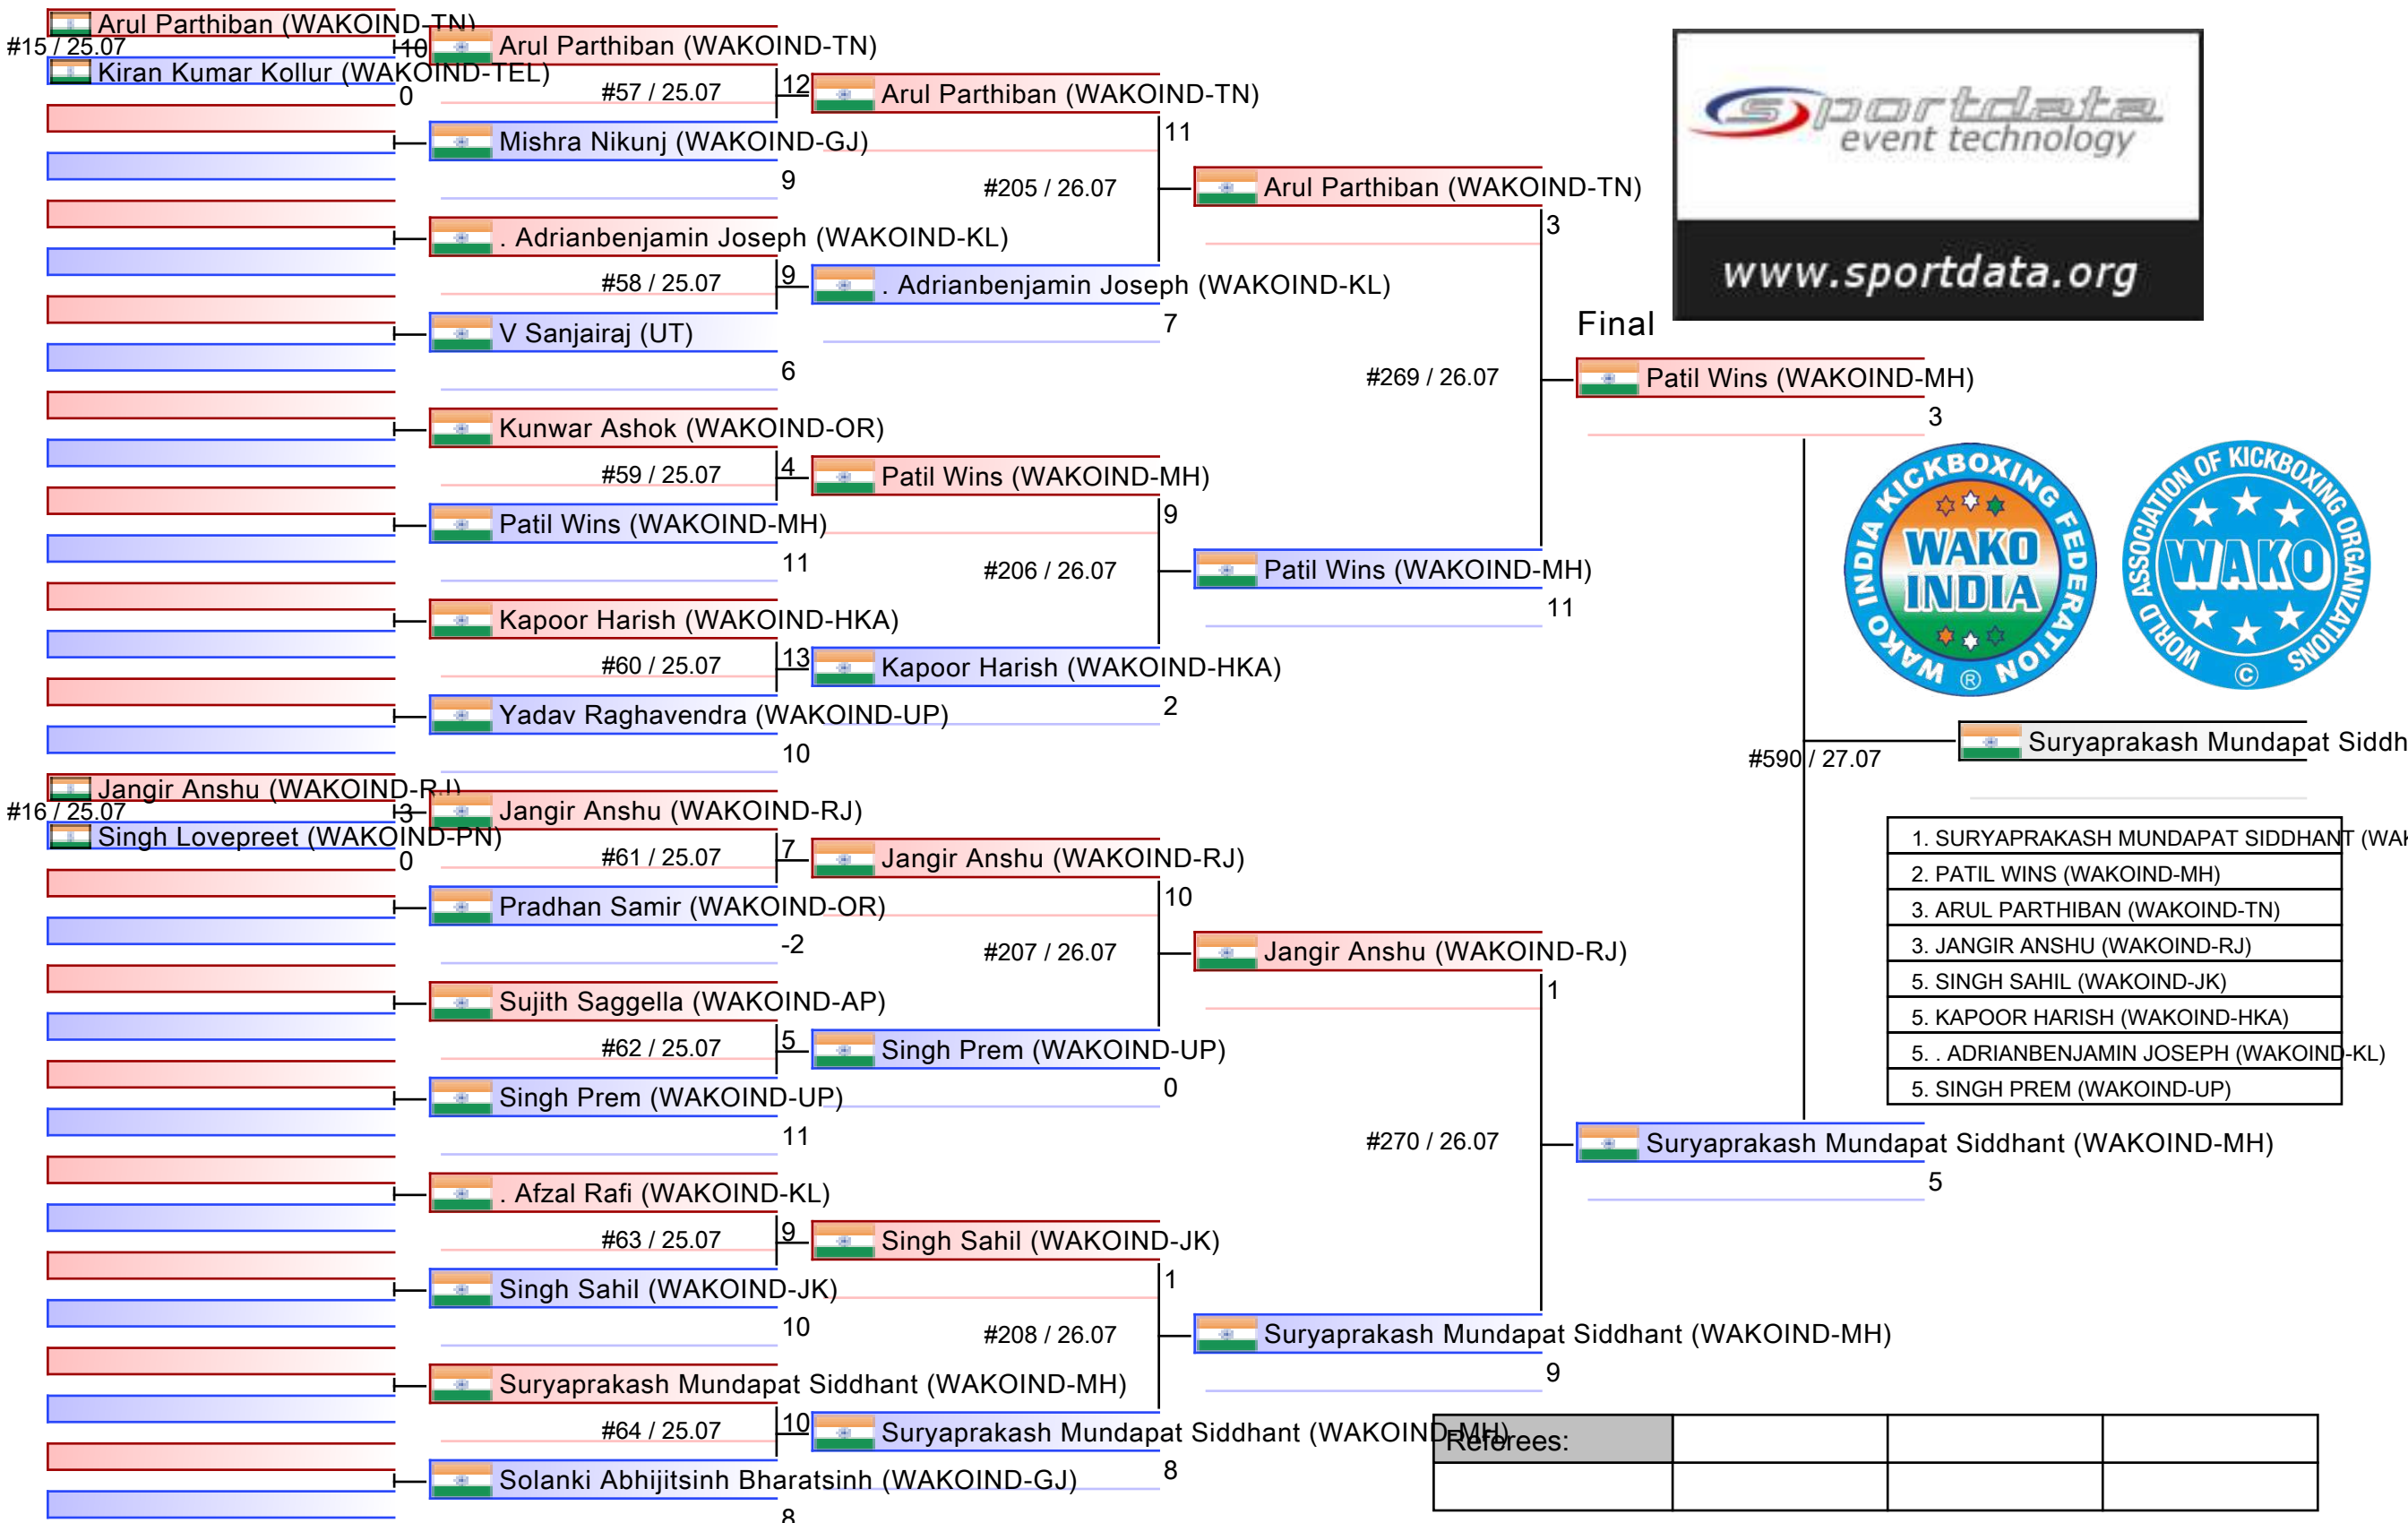 Arul Parthiban (WAKOIND-TN)
#15 / 25.07
10
Kiran Kumar Kollur (WAKOIND-TEL)
0
Jangir Anshu (WAKOIND-RJ)
#16 / 25.07
3
Singh Lovepreet (WAKOIND-PN)
0
Arul Parthiban (WAKOIND-TN)
#57 / 25.07
12
Mishra Nikunj (WAKOIND-GJ)
9
. Adrianbenjamin Joseph (WAKOIND-KL)
#58 / 25.07
9
V Sanjairaj (UT)
6
Kunwar Ashok (WAKOIND-OR)
#59 / 25.07
4
Patil Wins (WAKOIND-MH)
11
Kapoor Harish (WAKOIND-HKA)
#60 / 25.07
13
Yadav Raghavendra (WAKOIND-UP)
10
Jangir Anshu (WAKOIND-RJ)
#61 / 25.07
7
Pradhan Samir (WAKOIND-OR)
-2
Sujith Saggella (WAKOIND-AP)
#62 / 25.07
5
Singh Prem (WAKOIND-UP)
11
. Afzal Rafi (WAKOIND-KL)
#63 / 25.07
9
Singh Sahil (WAKOIND-JK)
10
Suryaprakash Mundapat Siddhant (WAKOIND-MH)
#64 / 25.07
10
Solanki Abhijitsinh Bharatsinh (WAKOIND-GJ)
8
Arul Parthiban (WAKOIND-TN)
11
#205 / 26.07
. Adrianbenjamin Joseph (WAKOIND-KL)
7
Patil Wins (WAKOIND-MH)
9
#206 / 26.07
Kapoor Harish (WAKOIND-HKA)
2
Jangir Anshu (WAKOIND-RJ)
10
#207 / 26.07
Singh Prem (WAKOIND-UP)
0
Singh Sahil (WAKOIND-JK)
1
#208 / 26.07
Suryaprakash Mundapat Siddhant (WAKOIND-MH)
8
Arul Parthiban (WAKOIND-TN)
3
#269 / 26.07
Patil Wins (WAKOIND-MH)
11
Jangir Anshu (WAKOIND-RJ)
1
#270 / 26.07
Suryaprakash Mundapat Siddhant (WAKOIND-MH)
9
Final
Patil Wins (WAKOIND-MH)
3
#590 / 27.07
Suryaprakash Mundapat Siddhant (WAKOIND-MH)
5
Suryaprakash Mundapat Siddh
sportdata
event technology
www.sportdata.org
WAKO INDIA KICKBOXING FEDERATION
WAKO
INDIA
®
WORLD ASSOCIATION OF KICKBOXING ORGANIZATIONS
WAKO
©
1. SURYAPRAKASH MUNDAPAT SIDDHANT (WAK
2. PATIL WINS (WAKOIND-MH)
3. ARUL PARTHIBAN (WAKOIND-TN)
3. JANGIR ANSHU (WAKOIND-RJ)
5. SINGH SAHIL (WAKOIND-JK)
5. KAPOOR HARISH (WAKOIND-HKA)
5. . ADRIANBENJAMIN JOSEPH (WAKOIND-KL)
5. SINGH PREM (WAKOIND-UP)
Referees: